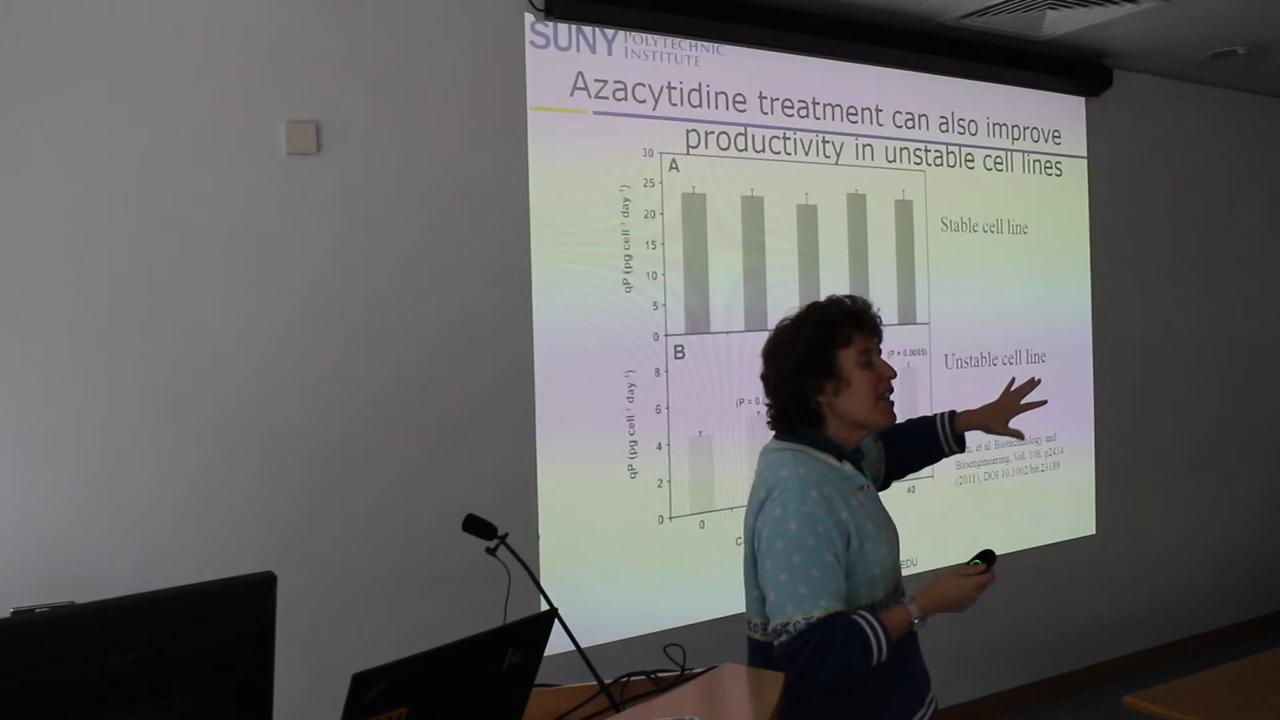 SUNY POLYTECHNIC
INSTITUTE
Azacytidine treatment can also improve
productivity in unstable cell lines
30
25
20
15
10
5
0
qP (pg cell⁻¹ day⁻¹)
A
Stable cell line
8
6
4
2
0
qP (pg cell⁻¹ day⁻¹)
B
(P = 0.0
(P = 0.0005)
Unstable cell line
0
40
et al. Biotechnology and
Bioengineering, Vol. 108, p2434
(2011), DOI 10.1002/bit.23189
EDU